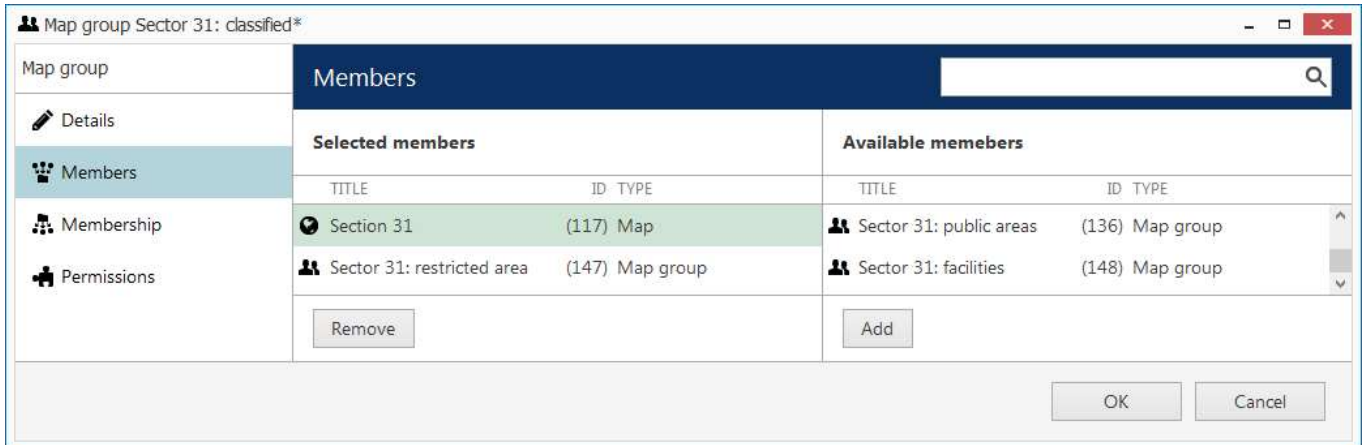 Map group Sector 31: classified*
Map group
Members
Details
Members
Membership
Permissions
Selected members
TITLE ID TYPE
Section 31 (117) Map
Sector 31: restricted area (147) Map group
Remove
Available memebers
TITLE ID TYPE
Sector 31: public areas (136) Map group
Sector 31: facilities (148) Map group
Add
OK Cancel